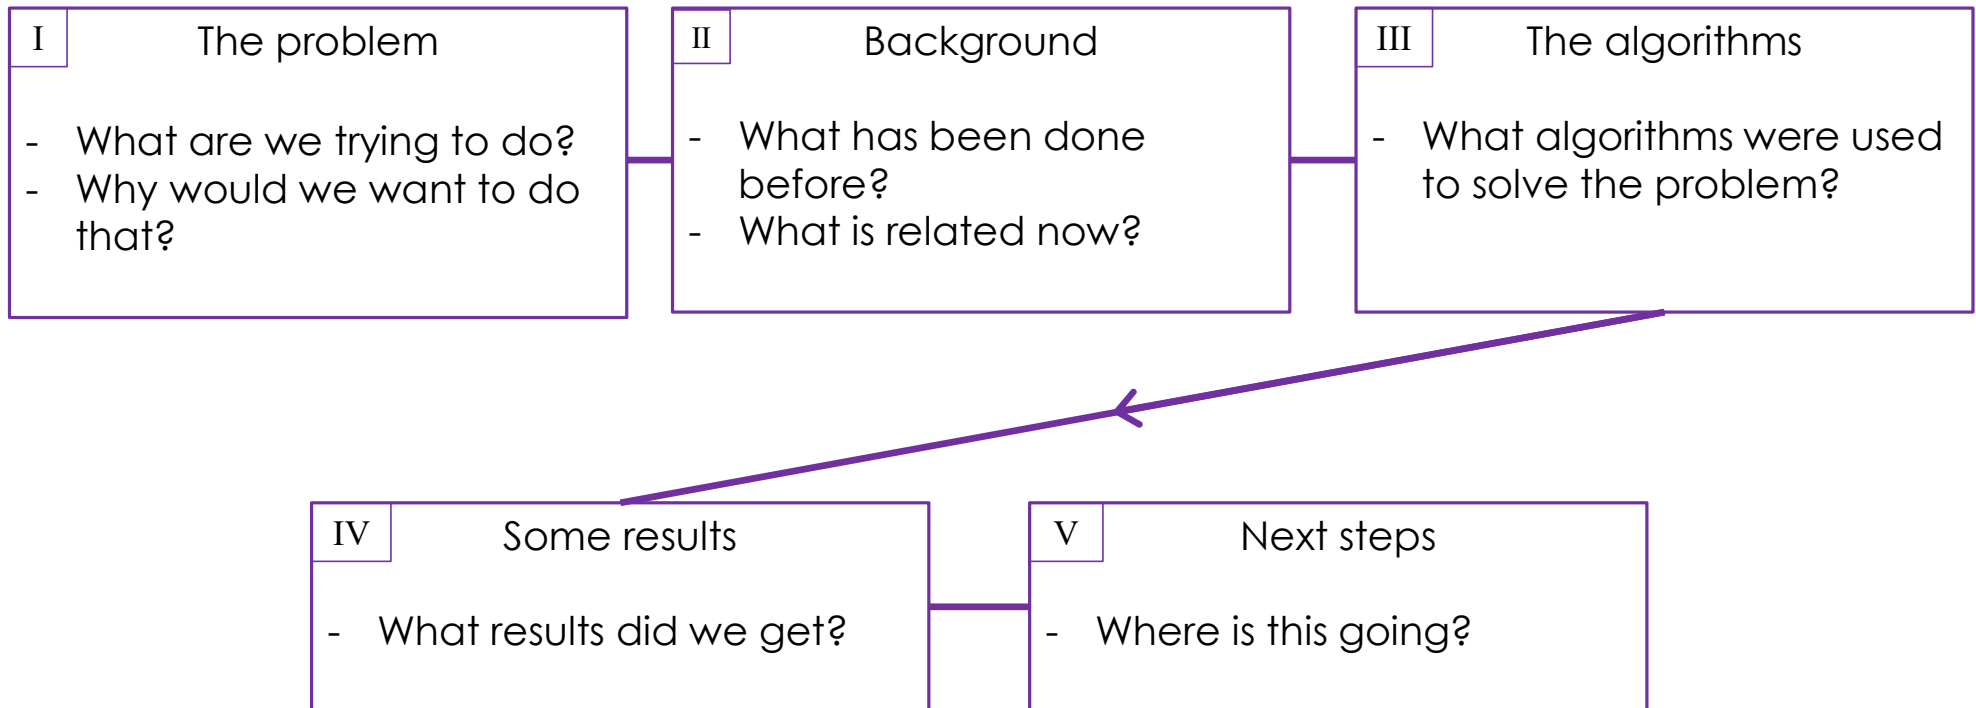 I
The problem
- What are we trying to do?
- Why would we want to do
that?
II
Background
- What has been done
before?
- What is related now?
III
The algorithms
- What algorithms were used
to solve the problem?
IV
Some results
- What results did we get?
V
Next steps
- Where is this going?